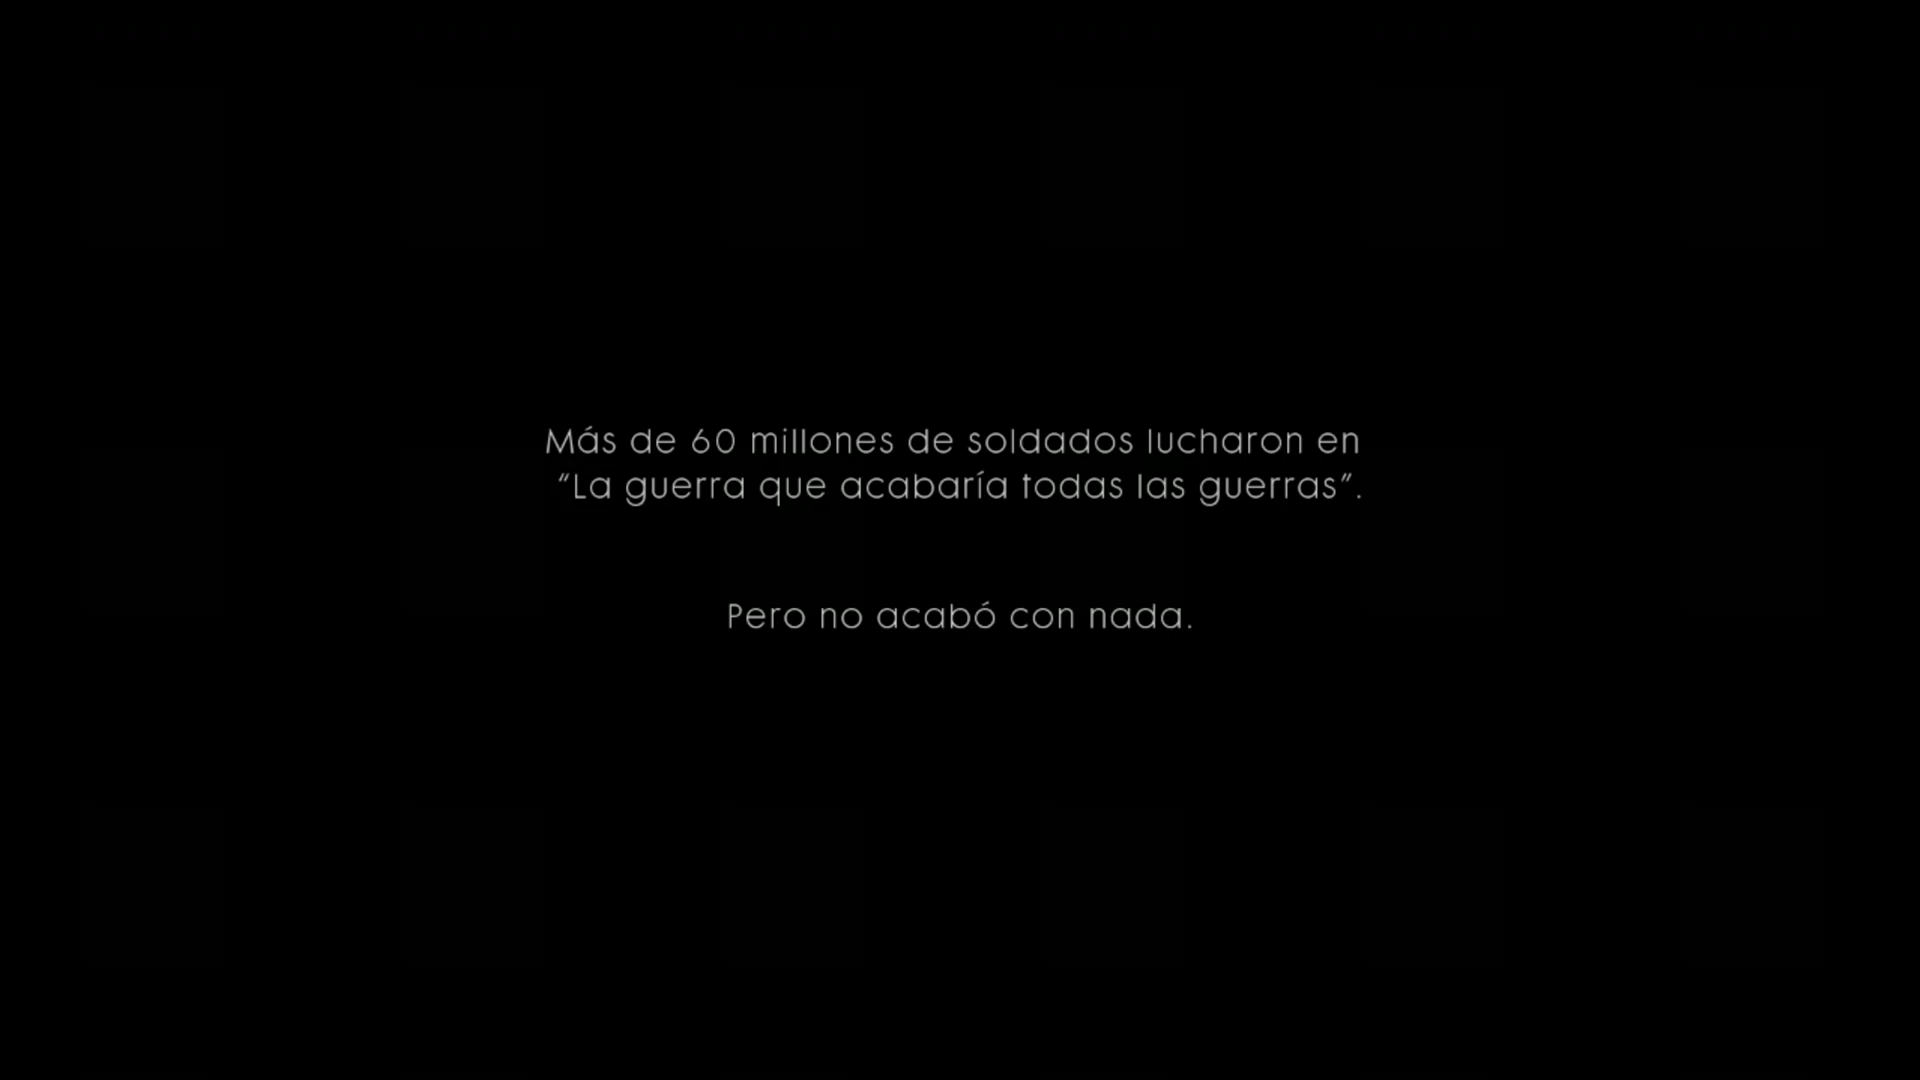 Más de 60 millones de soldados lucharon en
“La guerra que acabaría todas las guerras”.
Pero no acabó con nada.